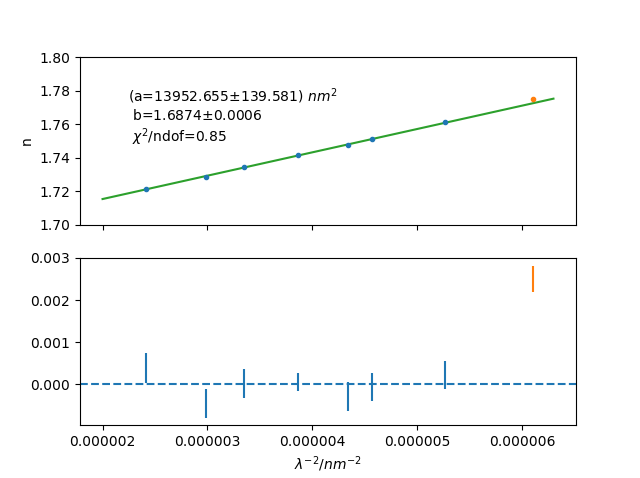 1.80
1.78
1.76
1.74
1.72
1.70
n
(a=13952.655±139.581) nm²
b=1.6874±0.0006
χ²/ndof=0.85
0.003
0.002
0.001
0.000
0.000002 0.000003 0.000004 0.000005 0.000006
λ⁻²/nm⁻²